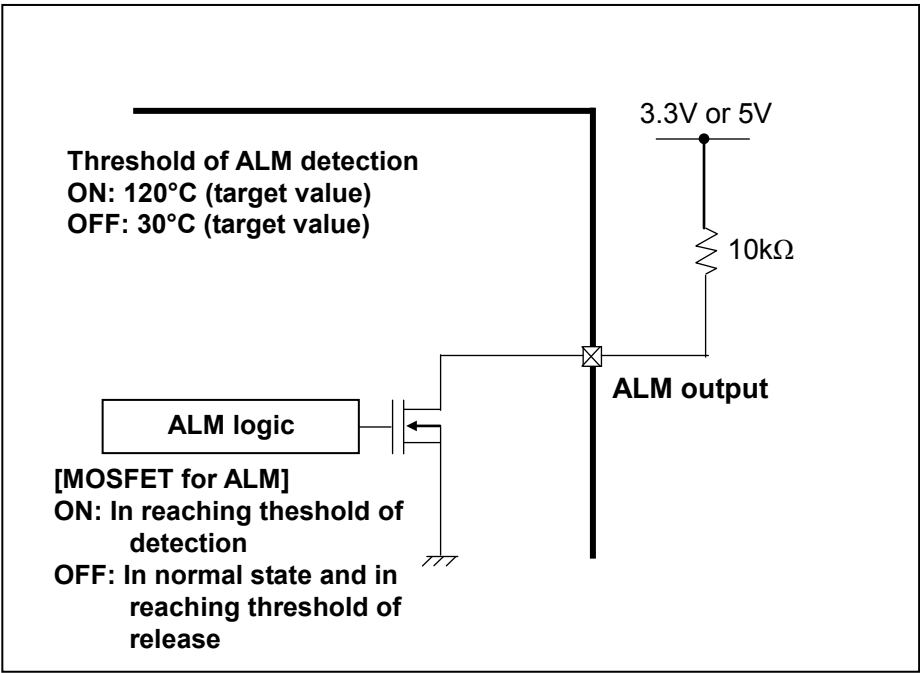 3.3V or 5V
Threshold of ALM detection
ON: 120°C (target value)
OFF: 30°C (target value)
10kΩ
ALM output
ALM logic
[MOSFET for ALM]
ON: In reaching theshold of
detection
OFF: In normal state and in
reaching threshold of
release